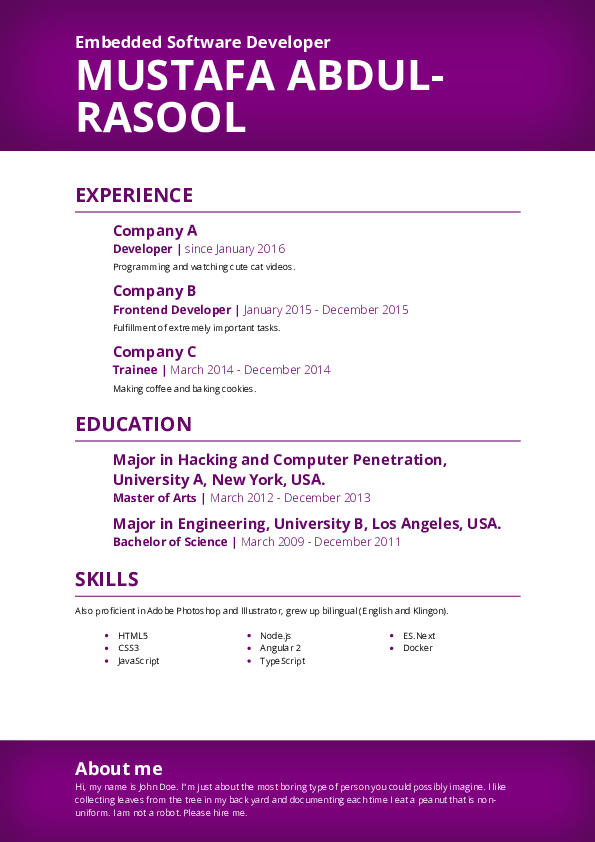 Embedded Software Developer
MUSTAFA ABDUL-
RASOOL
EXPERIENCE
Company A
Developer | since January 2016
Programming and watching cute cat videos.
Company B
Frontend Developer | January 2015 - December 2015
Fulfillment of extremely important tasks.
Company C
Trainee | March 2014 - December 2014
Making coffee and baking cookies.
EDUCATION
Major in Hacking and Computer Penetration,
University A, New York, USA.
Master of Arts | March 2012 - December 2013
Major in Engineering, University B, Los Angeles, USA.
Bachelor of Science | March 2009 - December 2011
SKILLS
Also proficient in Adobe Photoshop and Illustrator, grew up bilingual (English and Klingon).
• HTML5
• CSS3
• JavaScript
• Node.js
• Angular 2
• TypeScript
• ES.Next
• Docker
About me
Hi, my name is John Doe. I"m just about the most boring type of person you could possibly imagine. I like
collecting leaves from the tree in my back yard and documenting each time I eat a peanut that is non-
uniform. I am not a robot. Please hire me.